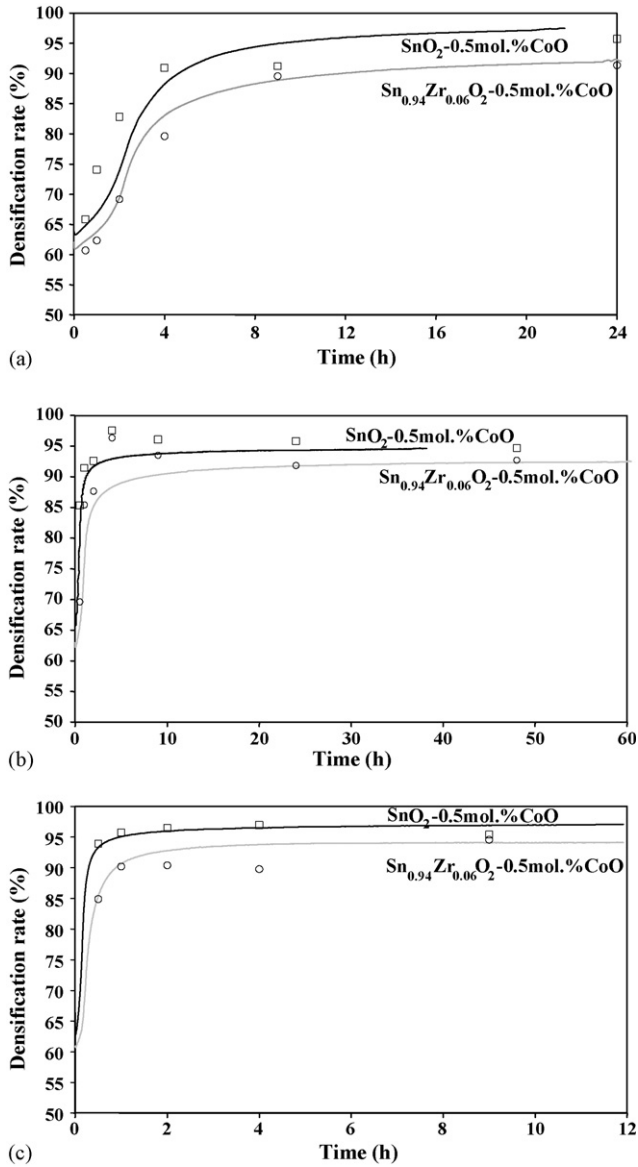 100
95
90
85
80
75
70
65
60
55
50
Densification rate (%)
SnO2-0.5mol.%CoO
Sn0.94Zr0.06O2-0.5mol.%CoO
0 4 8 12 16 20 24
Time (h)
(a)
100
95
90
85
80
75
70
65
60
55
50
Densification rate (%)
SnO2-0.5mol.%CoO
Sn0.94Zr0.06O2-0.5mol.%CoO
0 10 20 30 40 50 60
Time (h)
(b)
100
95
90
85
80
75
70
65
60
55
50
Densification rate (%)
SnO2-0.5mol.%CoO
Sn0.94Zr0.06O2-0.5mol.%CoO
0 2 4 6 8 10 12
Time (h)
(c)